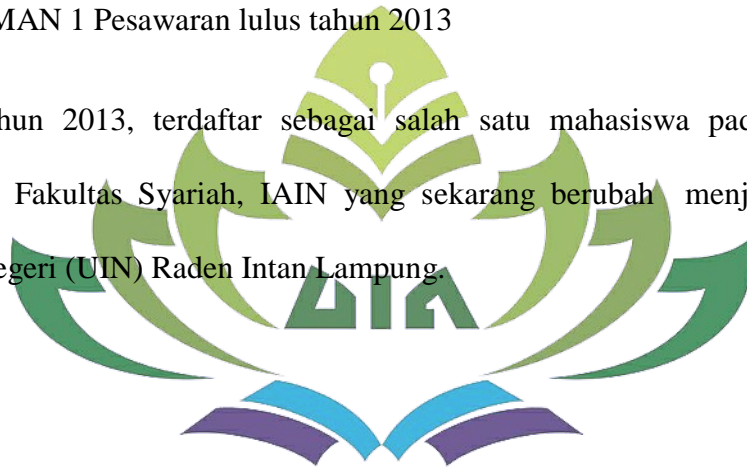 MAN 1 Pesawaran lulus tahun 2013
hun 2013, terdaftar sebagai salah satu mahasiswa pad
Fakultas Syariah, IAIN yang sekarang berubah menj
egeri (UIN) Raden Intan Lampung.
UIN